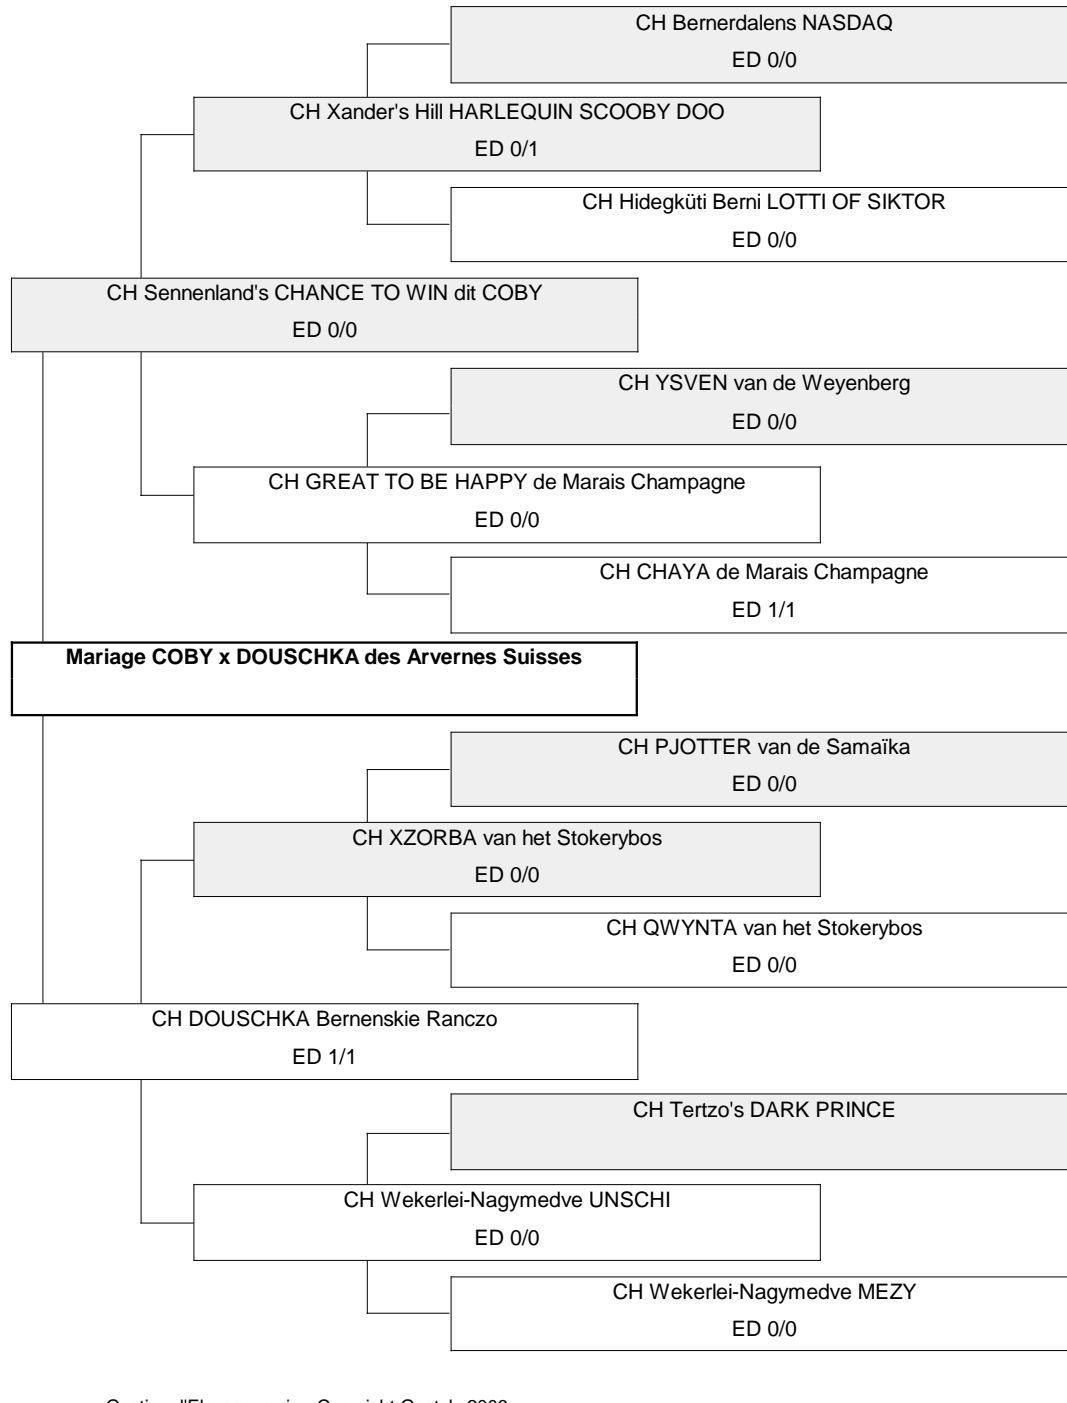 CH Bernerdalens NASDAQ
ED 0/0
CH Xander's Hill HARLEQUIN SCOOBY DOO
ED 0/1
CH Hidegküti Berni LOTTI OF SIKTOR
ED 0/0
CH Sennenland's CHANCE TO WIN dit COBY
ED 0/0
CH YSVEN van de Weyenberg
ED 0/0
CH GREAT TO BE HAPPY de Marais Champagne
ED 0/0
CH CHAYA de Marais Champagne
ED 1/1
Mariage COBY x DOUSCHKA des Arvernes Suisses
CH PJOTTER van de Samaïka
ED 0/0
CH XZORBA van het Stokerybos
ED 0/0
CH QWYNTA van het Stokerybos
ED 0/0
CH DOUSCHKA Bernenskie Ranczo
ED 1/1
CH Tertzo's DARK PRINCE
CH Wekerlei-Nagymedve UNSCHI
ED 0/0
CH Wekerlei-Nagymedve MEZY
ED 0/0